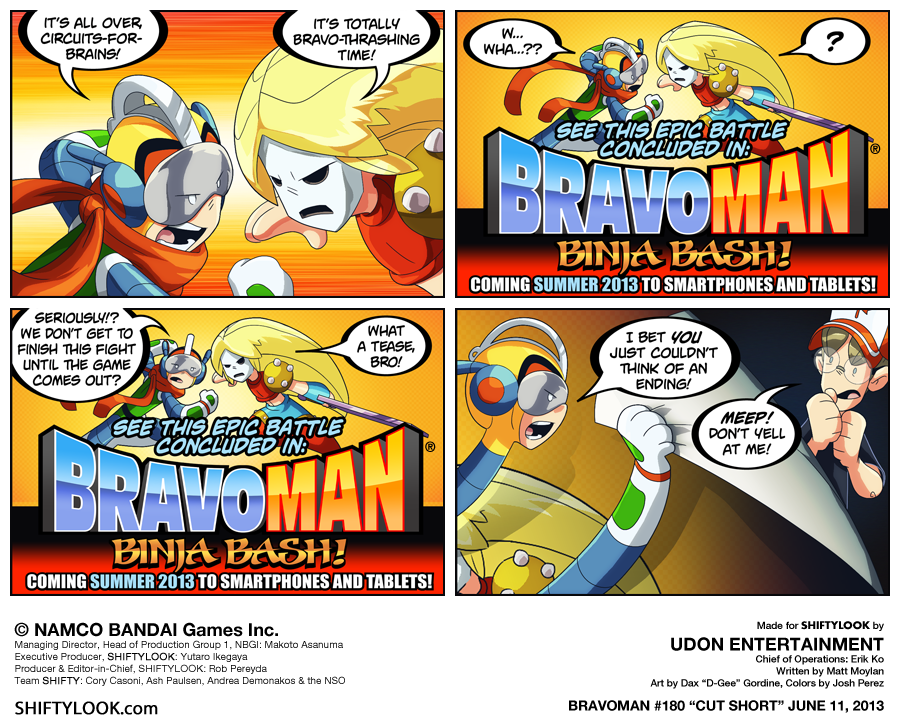 IT'S ALL OVER,
CIRCUITS-FOR-
BRAINS!
IT'S TOTALLY
BRAVO-THRASHING
TIME!
W...
WHA...??
?
SEE THIS EPIC BATTLE
CONCLUDED IN:
BRAVOMAN®
BINJA BASH!
COMING SUMMER 2013 TO SMARTPHONES AND TABLETS!
SERIOUSLY!?
WE DON'T GET TO
FINISH THIS FIGHT
UNTIL THE GAME
COMES OUT?
WHAT
A TEASE,
BRO!
SEE THIS EPIC BATTLE
CONCLUDED IN:
BRAVOMAN®
BINJA BASH!
COMING SUMMER 2013 TO SMARTPHONES AND TABLETS!
I BET YOU
JUST COULDN'T
THINK OF AN
ENDING!
MEEP!
DON'T YELL
AT ME!
© NAMCO BANDAI Games Inc.
Managing Director, Head of Production Group 1, NBGI: Makoto Asanuma
Executive Producer, SHIFTYLOOK: Yutaro Ikegaya
Producer & Editor-in-Chief, SHIFTYLOOK: Rob Pereyda
Team SHIFTY: Cory Casoni, Ash Paulsen, Andrea Demonakos & the NSO
SHIFTYLOOK.com
Made for SHIFTYLOOK by
UDON ENTERTAINMENT
Chief of Operations: Erik Ko
Written by Matt Moylan
Art by Dax “D-Gee” Gordine, Colors by Josh Perez
BRAVOMAN #180 “CUT SHORT” JUNE 11, 2013